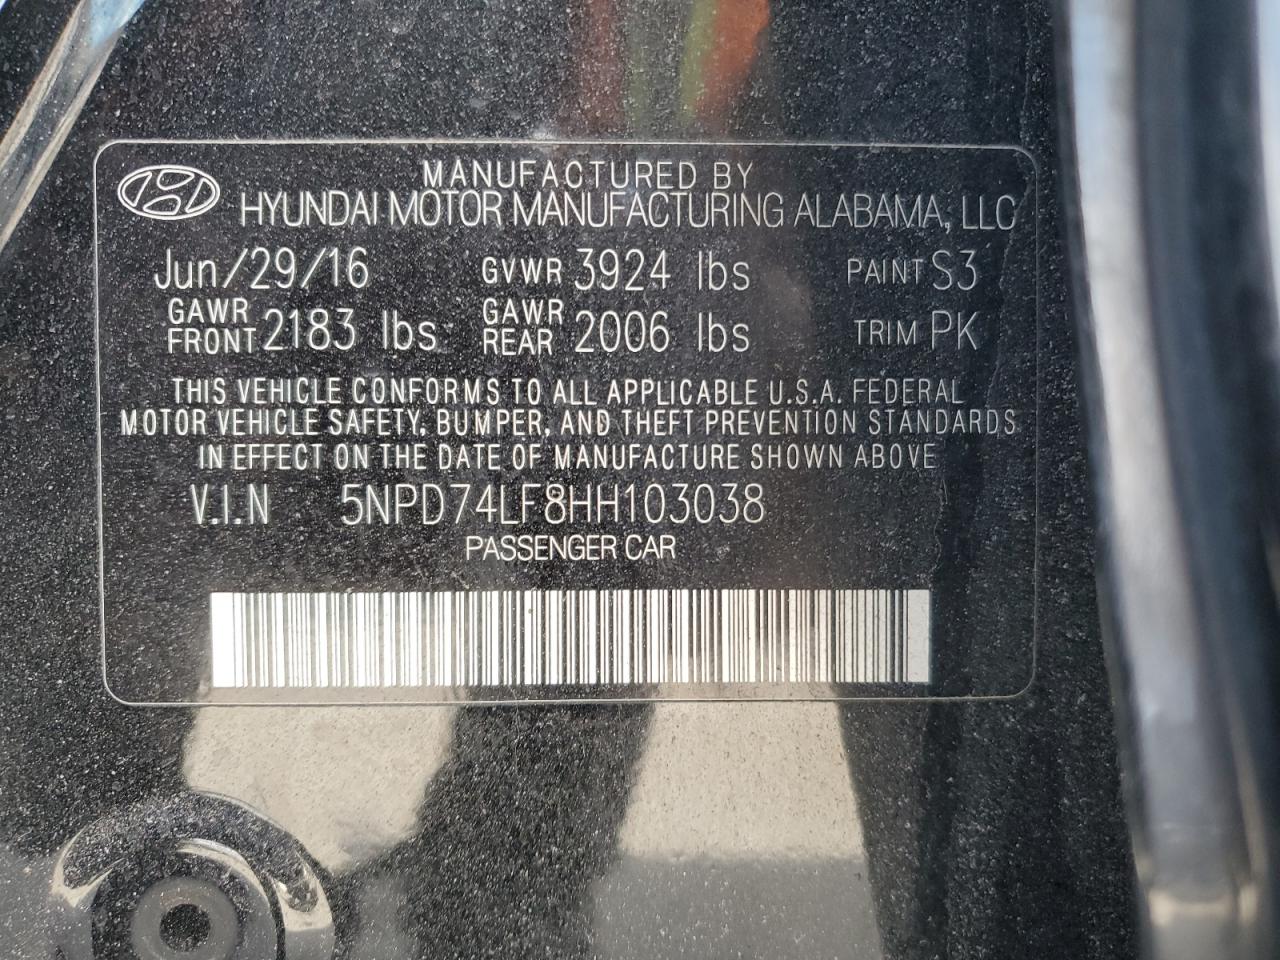 MANUFACTURED BY
HYUNDAI MOTOR MANUFACTURING ALABAMA, LLC
Jun/29/16 GVWR 3924 lbs PAINT S3
GAWR FRONT 2183 lbs GAWR REAR 2006 lbs TRIM PK
THIS VEHICLE CONFORMS TO ALL APPLICABLE U.S.A. FEDERAL
MOTOR VEHICLE SAFETY, BUMPER, AND THEFT PREVENTION STANDARDS
IN EFFECT ON THE DATE OF MANUFACTURE SHOWN ABOVE
V.I.N 5NPD74LF8HH103038
PASSENGER CAR